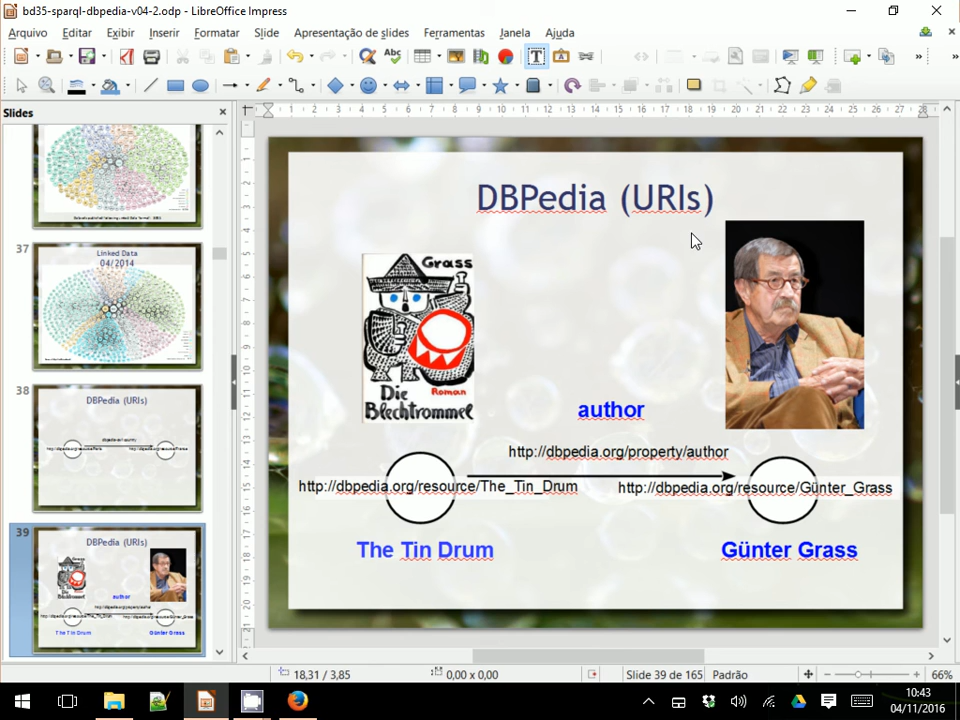 bd35-sparql-dbpedia-v04-2.odp - LibreOffice Impress
Arquivo Editar Exibir Inserir Formatar Slide Apresentação de slides Ferramentas Janela Ajuda
Slides
37
Linked Data
04/2014
38
DBPedia (URIs)
39
DBPedia (URIs)
author
The Tin Drum
Günter Grass
DBPedia (URIs)
Grass
Roman
Die
Blechtrommel
author
http://dbpedia.org/property/author
http://dbpedia.org/resource/The_Tin_Drum
http://dbpedia.org/resource/Günter_Grass
The Tin Drum
Günter Grass
18,31 / 3,85
0,00 x 0,00
Slide 39 de 165
Padrão
66%
10:43
04/11/2016